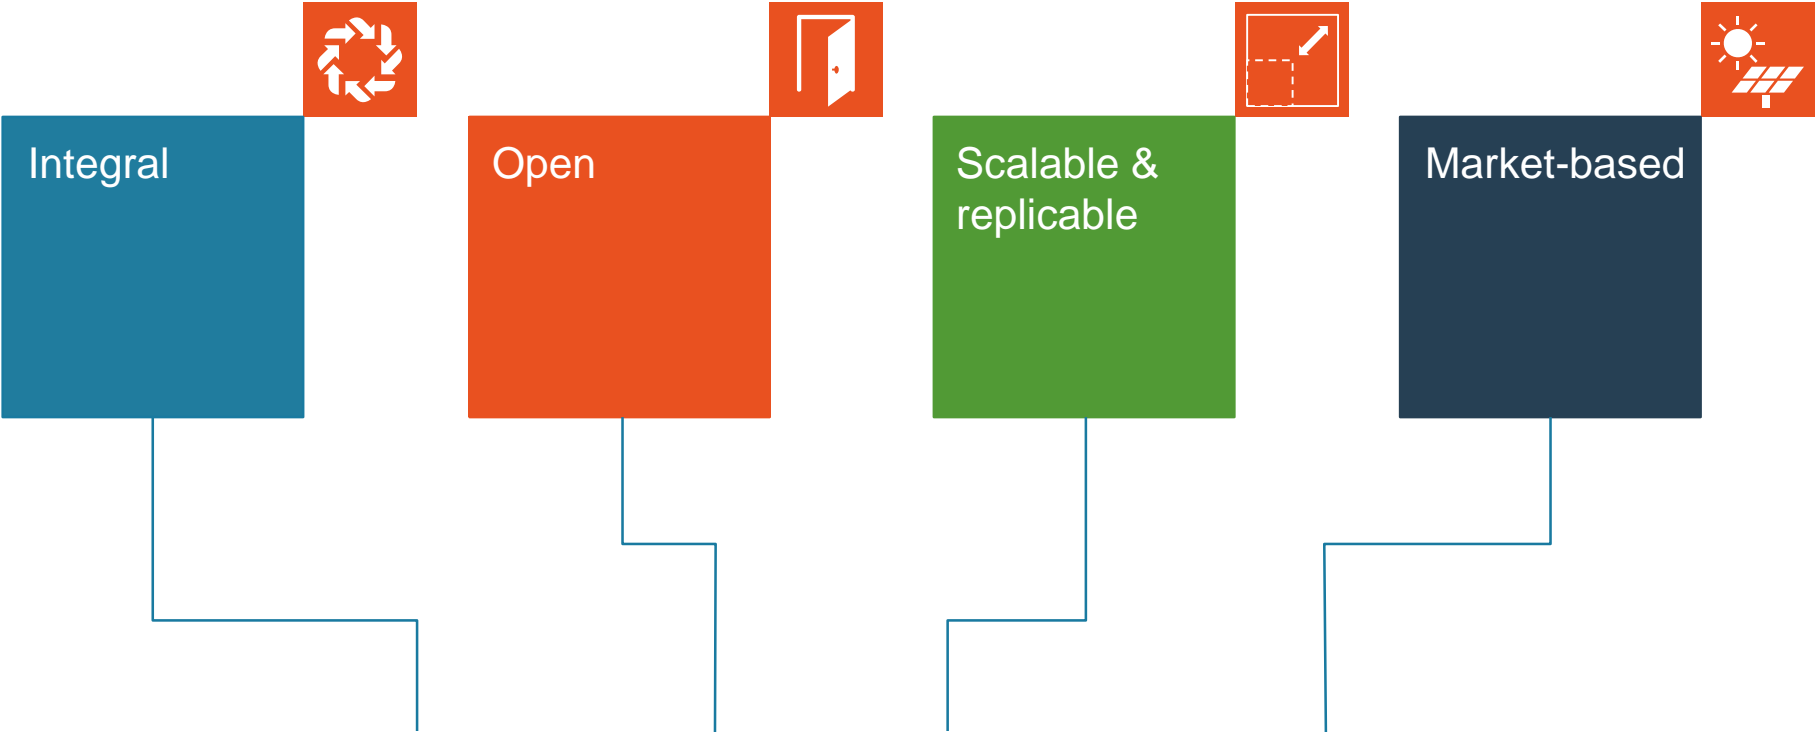 Integral
Open
Scalable &
replicable
Market-based